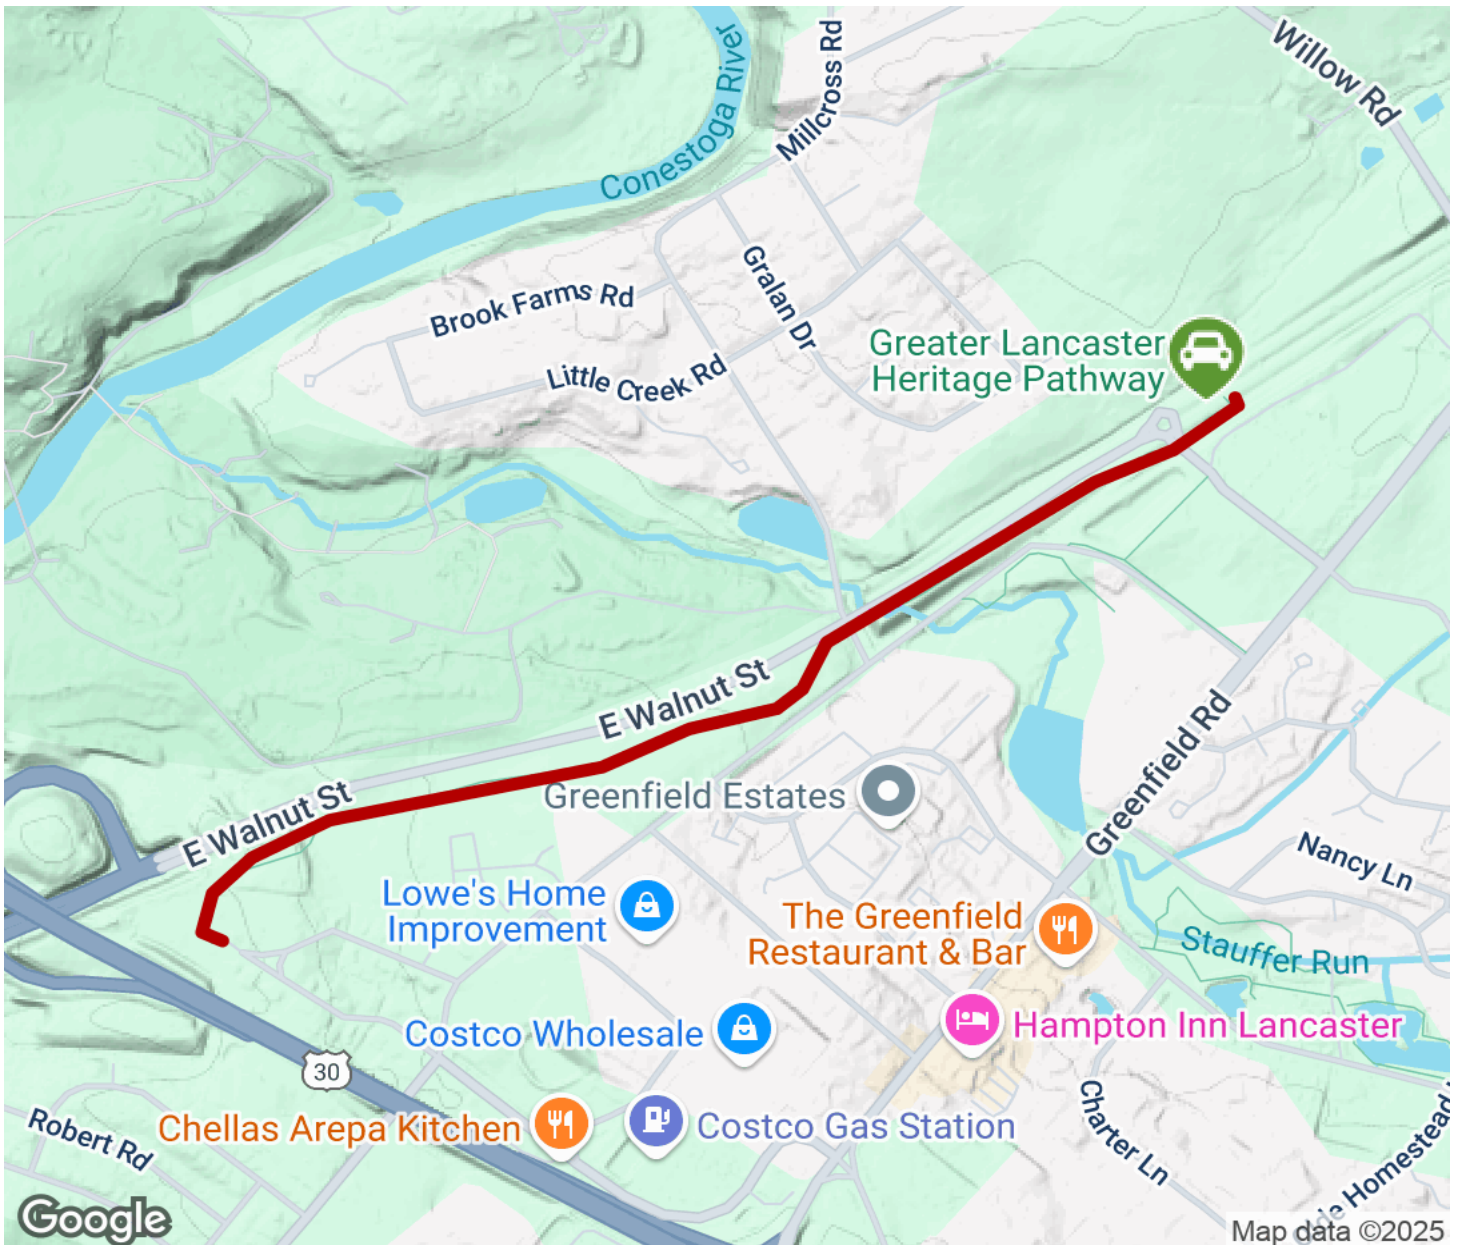 Willow Rd
Millcross Rd
Conestoga River
Gralan Dr
Brook Farms Rd
Little Creek Rd
Greater Lancaster
Heritage Pathway
E Walnut St
E Walnut St
Greenfield Estates
Greenfield Rd
Nancy Ln
Lowe's Home
Improvement
The Greenfield
Restaurant & Bar
Stauffer Run
Costco Wholesale
Hampton Inn Lancaster
30
Chellas Arepa Kitchen
Costco Gas Station
Robert Rd
Charter Ln
Homestead
Google
Map data ©2025